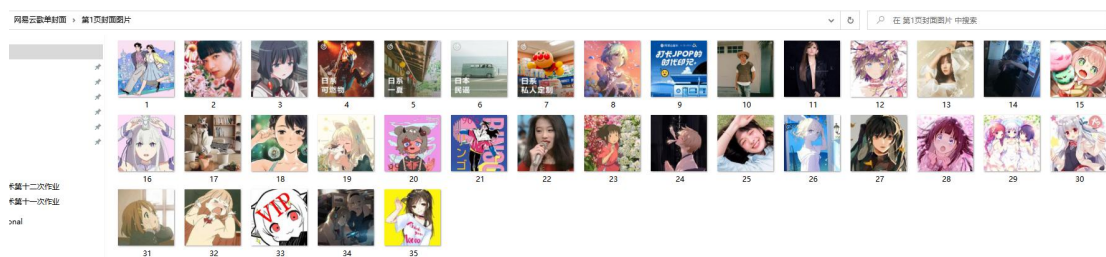 网易云歌单封面 › 第1页封面图片
在 第1页封面图片 中搜索
日系
可爱物
日系
一夏
日本
民谣
日系
私人定制
打卡JPOP的
时代印记
1 2 3 4 5 6 7 8 9 10 11 12 13 14 15
VIP
16 17 18 19 20 21 22 23 24 25 26 27 28 29 30
术第十二次作业
术第十一次作业
onal
31 32 33 34 35